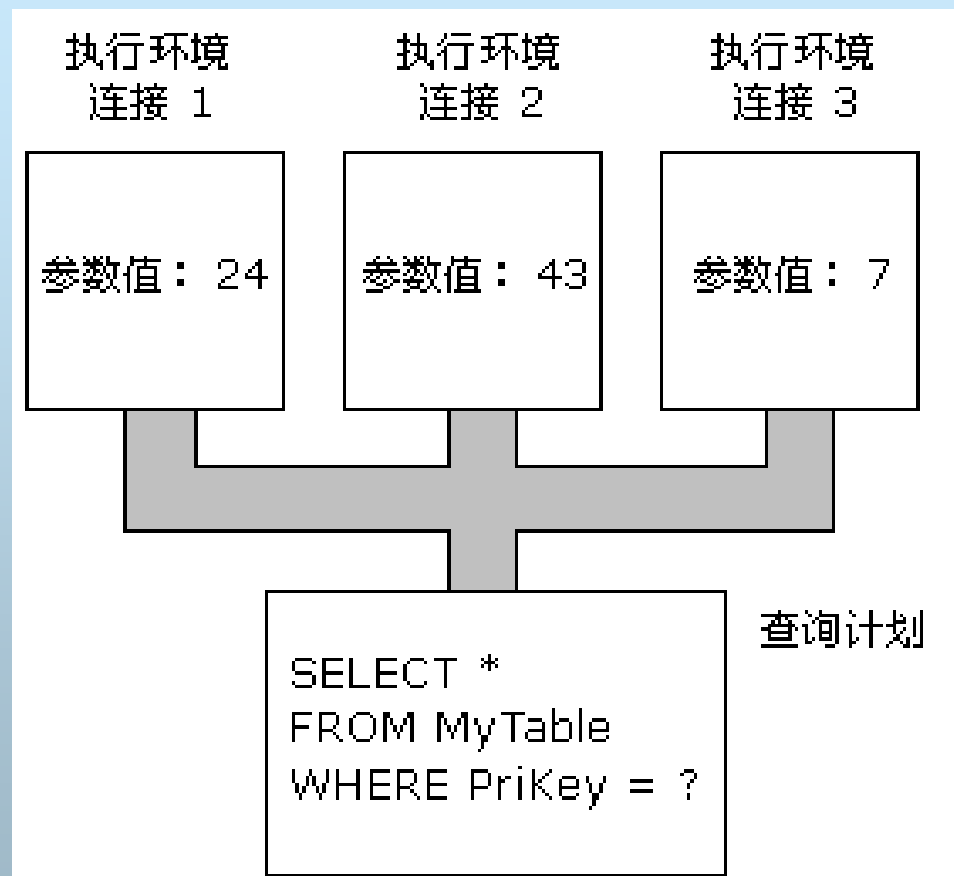 执行环境
连接 1
执行环境
连接 2
执行环境
连接 3
参数值：24
参数值：43
参数值：7
查询计划
SELECT *
FROM MyTable
WHERE PriKey = ?